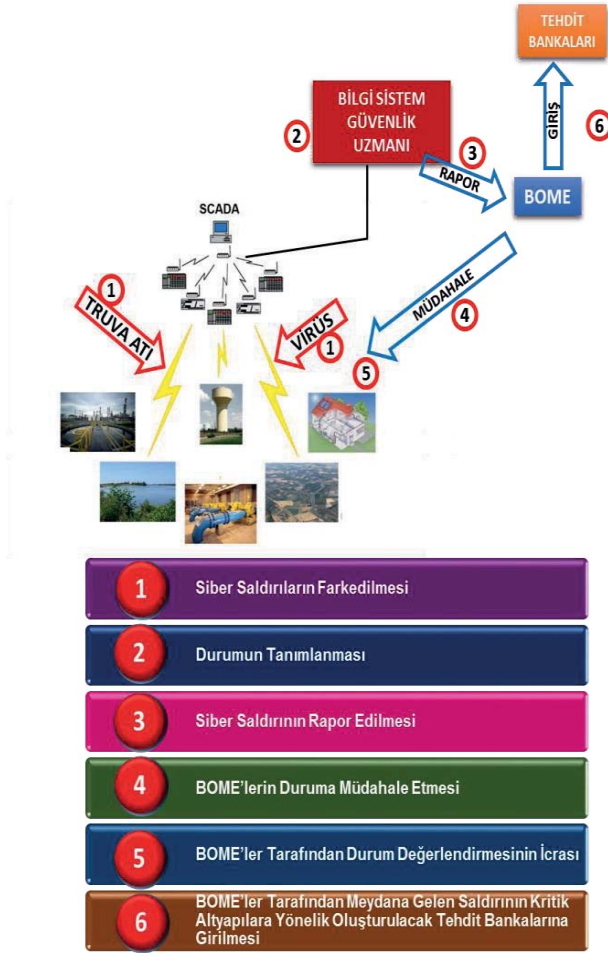 TEHDİT
BANKALARI
BİLGİ SİSTEM
GÜVENLİK
UZMANI
2
3
RAPOR
GİRİŞ
6
BOME
SCADA
1
TRUVA ATI
VİRÜS
1
MÜDAHALE
4
5
1 Siber Saldırıların Farkedilmesi
2 Durumun Tanımlanması
3 Siber Saldırının Rapor Edilmesi
4 BOME'lerin Duruma Müdahale Etmesi
5 BOME'ler Tarafından Durum Değerlendirmesinin İcrası
6 BOME'ler Tarafından Meydana Gelen Saldırının Kritik
Altyapılara Yönelik Oluşturulacak Tehdit Bankalarına
Girilmesi